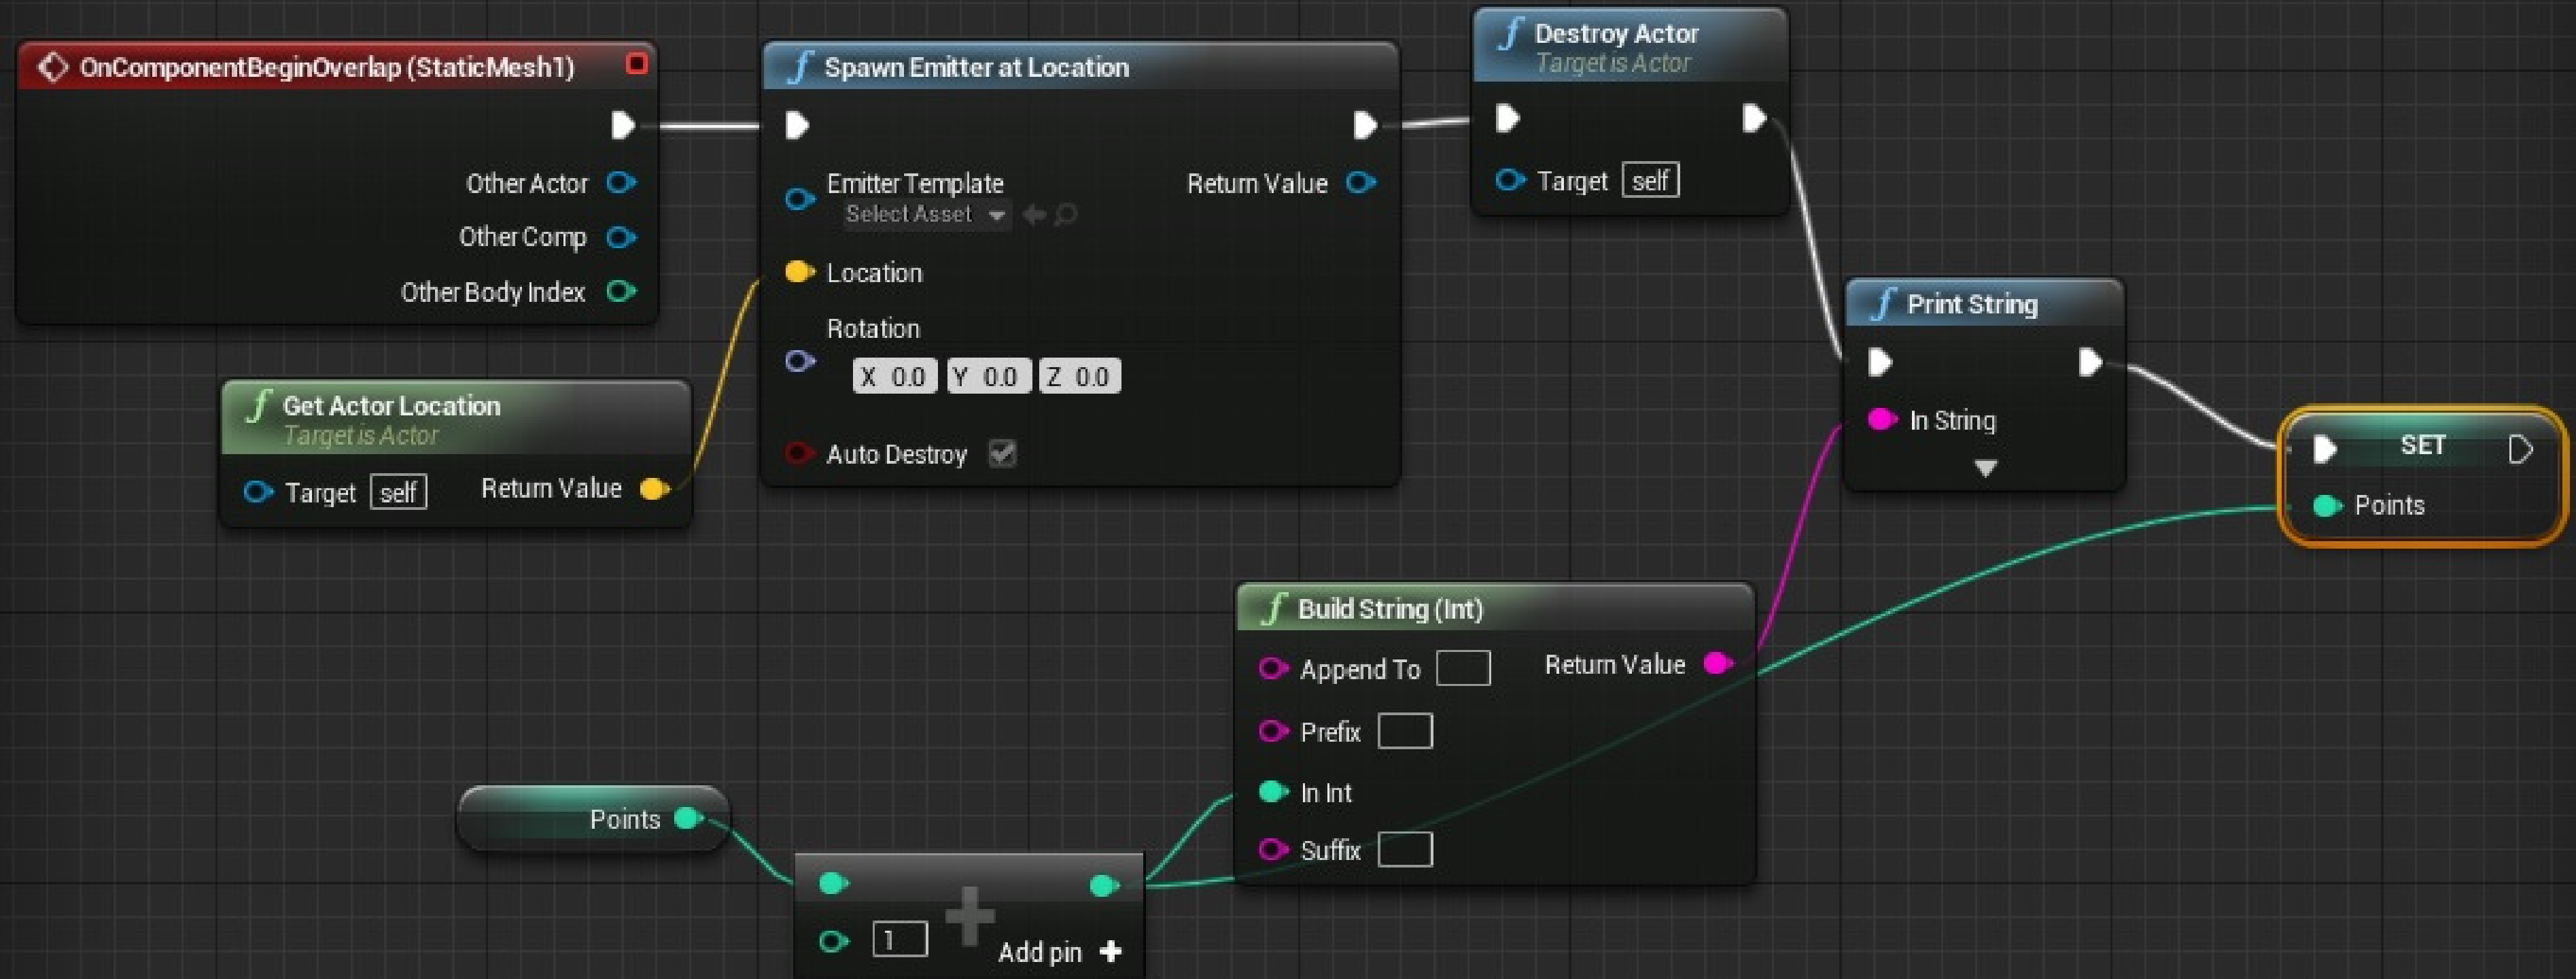 OnComponentBeginOverlap (StaticMesh1)
Other Actor
Other Comp
Other Body Index
f Get Actor Location
Target is Actor
Target self Return Value
f Spawn Emitter at Location
Emitter Template
Select Asset
Return Value
Location
Rotation
X 0.0 Y 0.0 Z 0.0
Auto Destroy
f Destroy Actor
Target is Actor
Target self
f Print String
In String
SET
Points
f Build String (Int)
Append To Return Value
Prefix
In Int
Suffix
Points
1
Add pin +